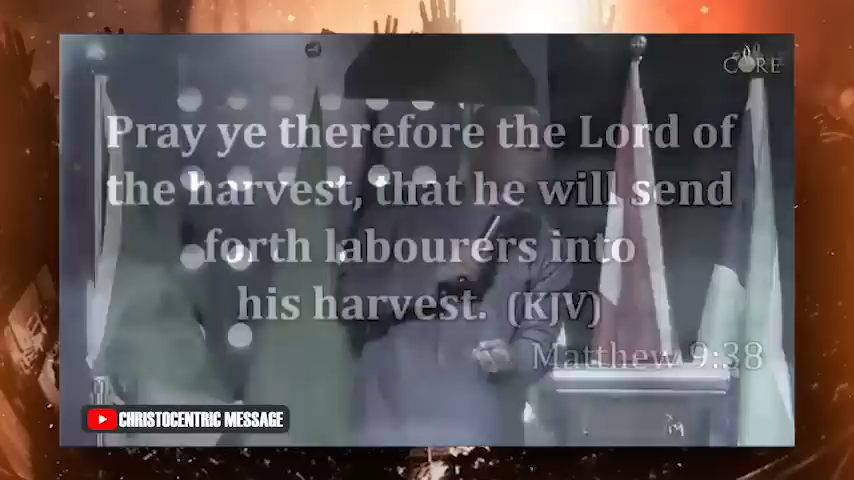 CORE
Pray ye therefore the Lord of
the harvest, that he will send
forth labourers into
his harvest. (KJV)
Matthew 9:38
CHRISTOCENTRIC MESSAGE